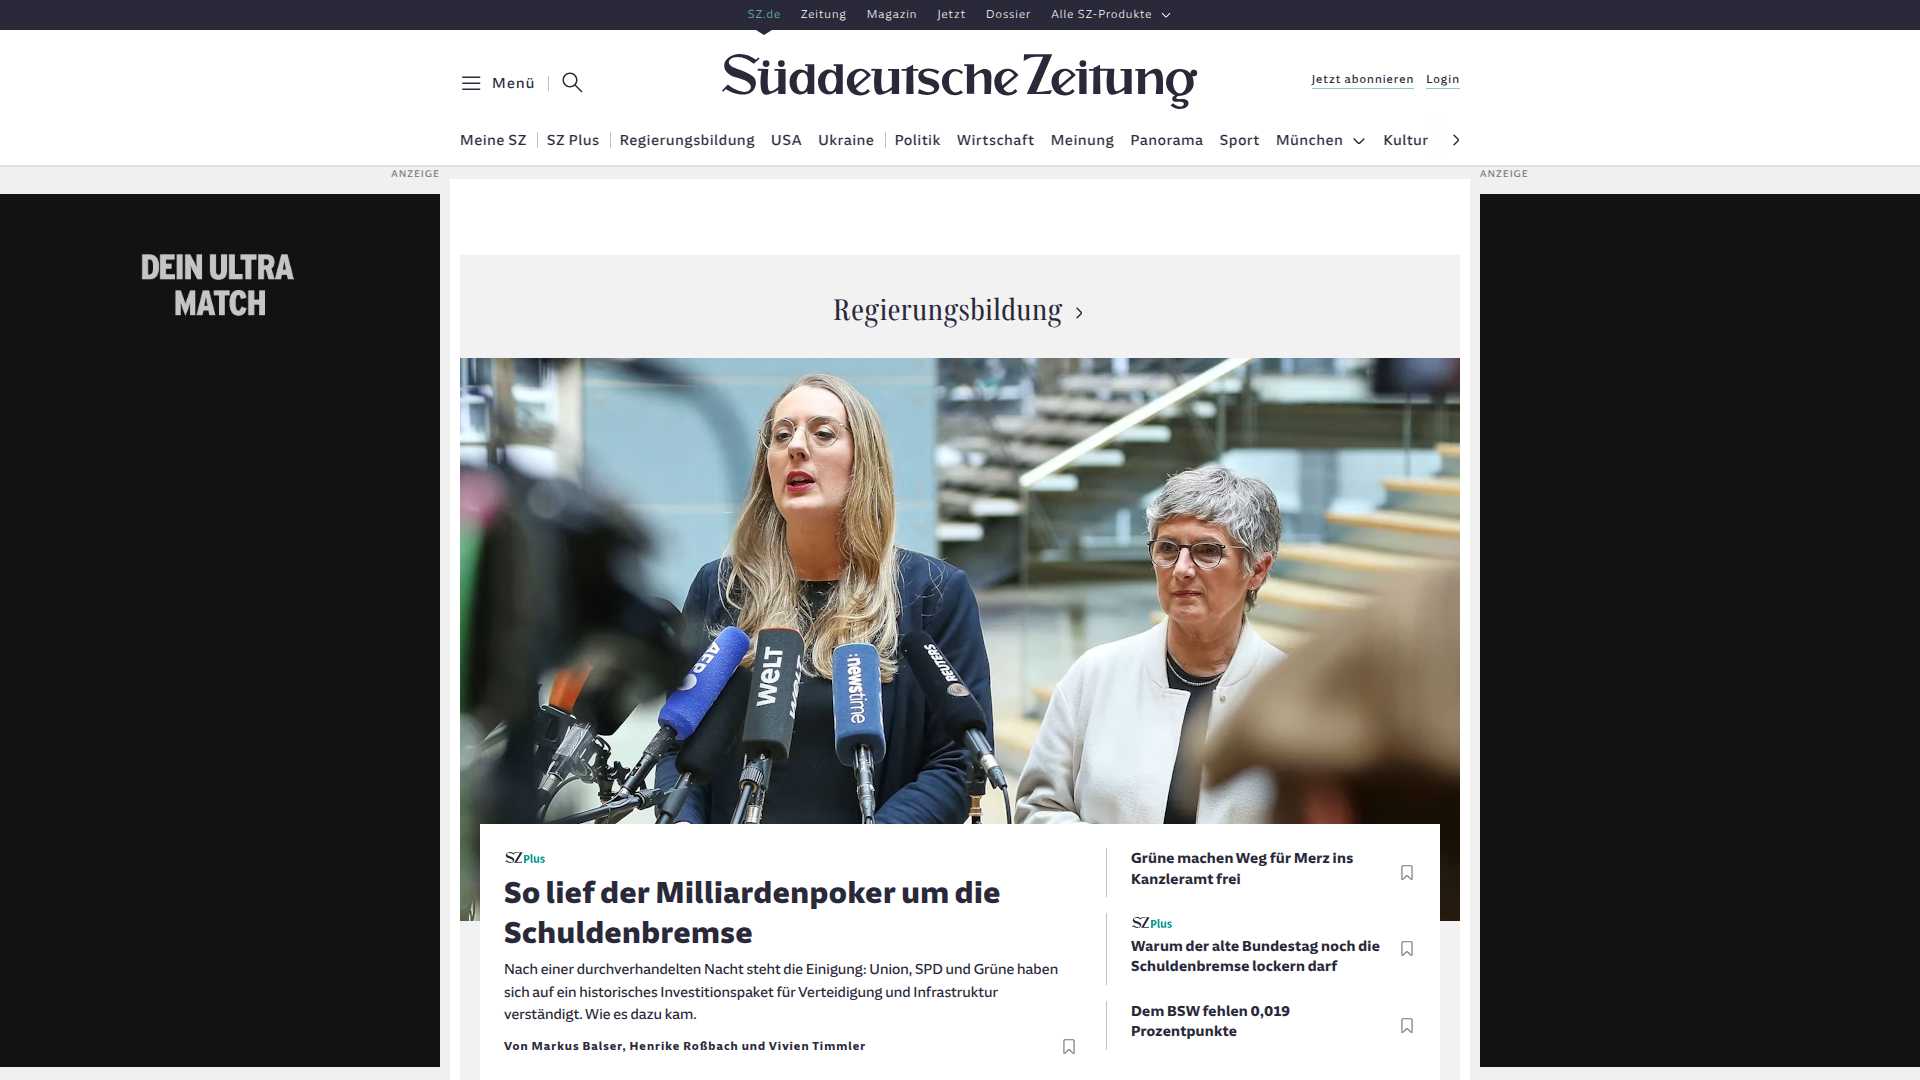 SZ.de Zeitung Magazin Jetzt Dossier Alle SZ-Produkte
Menü
Süddeutsche Zeitung
Jetzt abonnieren Login
Meine SZ SZ Plus Regierungsbildung USA Ukraine Politik Wirtschaft Meinung Panorama Sport München Kultur
ANZEIGE
ANZEIGE
DEIN ULTRA
MATCH
Regierungsbildung
AFP
welt
WELT
:newstime
REUTERS
SZ Plus
So lief der Milliardenpoker um die
Schuldenbremse
Nach einer durchverhandelten Nacht steht die Einigung: Union, SPD und Grüne haben
sich auf ein historisches Investitionspaket für Verteidigung und Infrastruktur
verständigt. Wie es dazu kam.
Von Markus Balser, Henrike Roßbach und Vivien Timmler
Grüne machen Weg für Merz ins
Kanzleramt frei
SZ Plus
Warum der alte Bundestag noch die
Schuldenbremse lockern darf
Dem BSW fehlen 0,019
Prozentpunkte